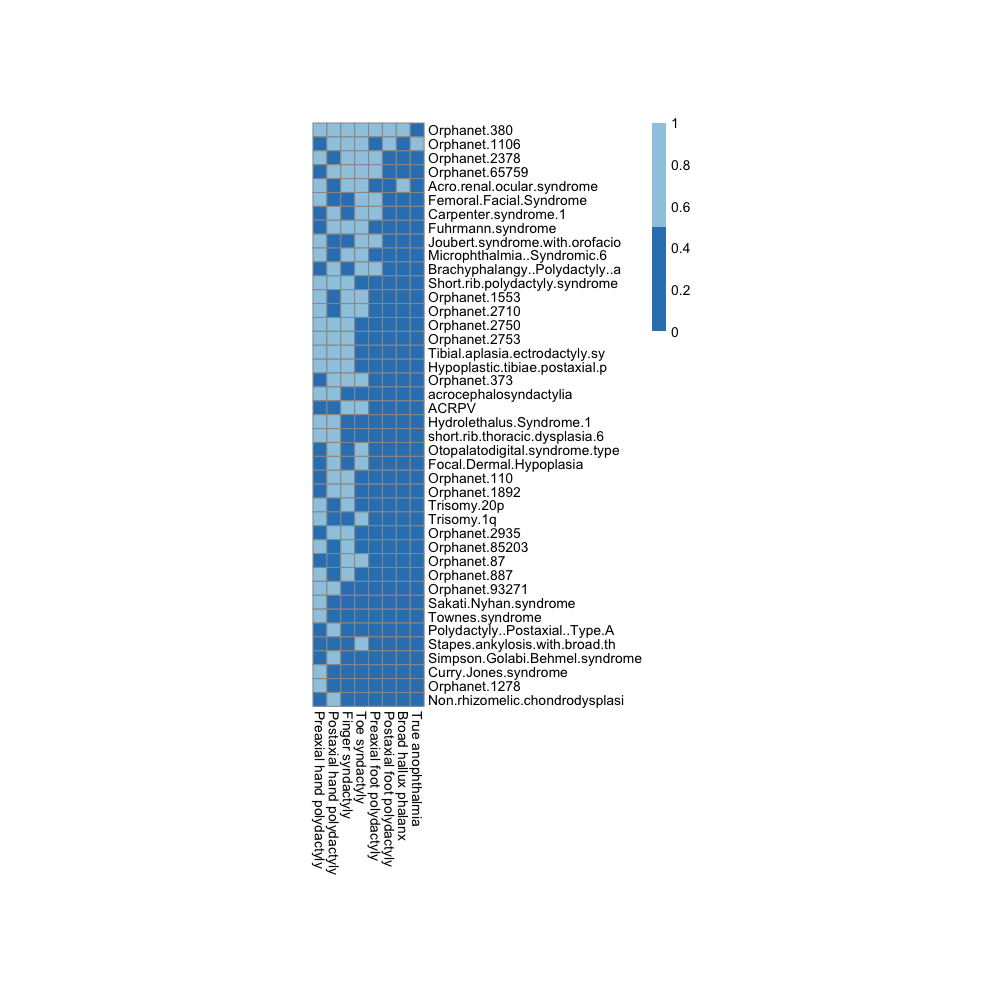 Orphanet.380
Orphanet.1106
Orphanet.2378
Orphanet.65759
Acro.renal.ocular.syndrome
Femoral.Facial.Syndrome
Carpenter.syndrome.1
Fuhrmann.syndrome
Joubert.syndrome.with.orofacio
Microphthalmia..Syndromic.6
Brachyphalangy..Polydactyly..a
Short.rib.polydactyly.syndrome
Orphanet.1553
Orphanet.2710
Orphanet.2750
Orphanet.2753
Tibial.aplasia.ectrodactyly.sy
Hypoplastic.tibiae.postaxial.p
Orphanet.373
acrocephalosyndactylia
ACRPV
Hydrolethalus.Syndrome.1
short.rib.thoracic.dysplasia.6
Otopalatodigital.syndrome.type
Focal.Dermal.Hypoplasia
Orphanet.110
Orphanet.1892
Trisomy.20p
Trisomy.1q
Orphanet.2935
Orphanet.85203
Orphanet.87
Orphanet.887
Orphanet.93271
Sakati.Nyhan.syndrome
Townes.syndrome
Polydactyly..Postaxial..Type.A
Stapes.ankylosis.with.broad.th
Simpson.Golabi.Behmel.syndrome
Curry.Jones.syndrome
Orphanet.1278
Non.rhizomelic.chondrodysplasi
Preaxial hand polydactyly
Postaxial hand polydactyly
Finger syndactyly
Toe syndactyly
Preaxial foot polydactyly
Postaxial foot polydactyly
Broad hallux phalanx
True anophthalmia
1
0.8
0.6
0.4
0.2
0